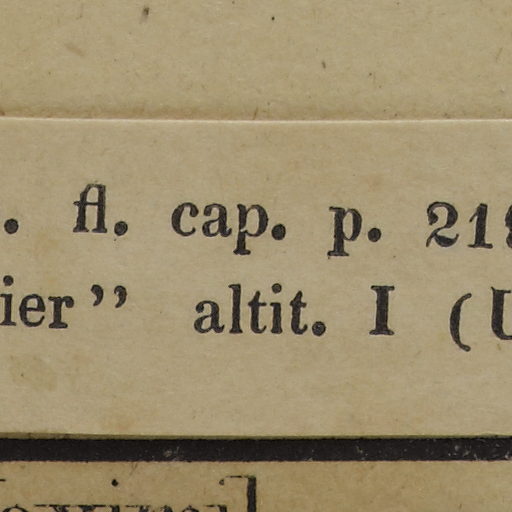 . fl. cap. p. 21
ier” altit. I (U